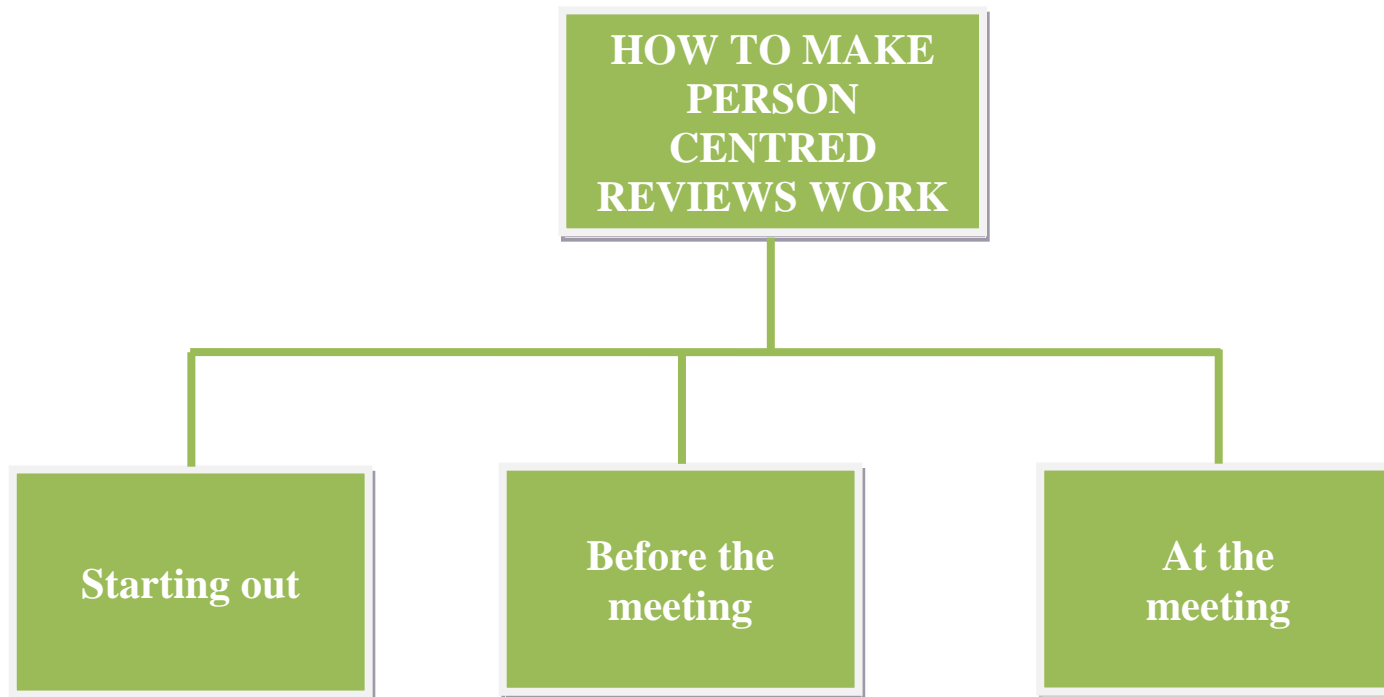 HOW TO MAKE
PERSON
CENTRED
REVIEWS WORK
Starting out
Before the
meeting
At the
meeting